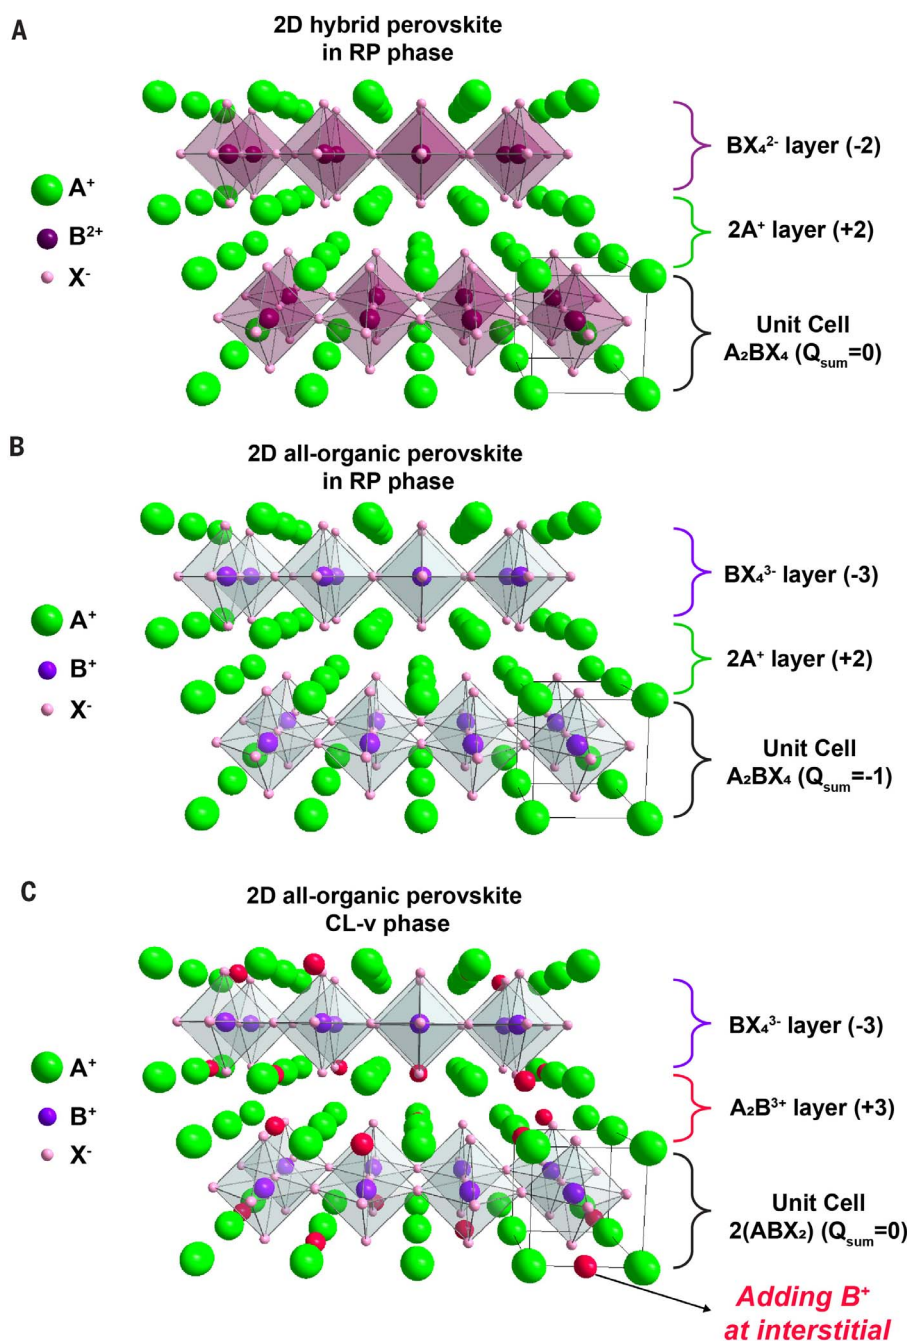 A
2D hybrid perovskite
in RP phase
A⁺
B²⁺
X⁻
BX₄²⁻ layer (-2)
2A⁺ layer (+2)
Unit Cell
A₂BX₄ (Qsum=0)
B
2D all-organic perovskite
in RP phase
A⁺
B⁺
X⁻
BX₄³⁻ layer (-3)
2A⁺ layer (+2)
Unit Cell
A₂BX₄ (Qsum=-1)
C
2D all-organic perovskite
CL-v phase
A⁺
B⁺
X⁻
BX₄³⁻ layer (-3)
A₂B³⁺ layer (+3)
Unit Cell
2(ABX₂) (Qsum=0)
Adding B⁺
at interstitial